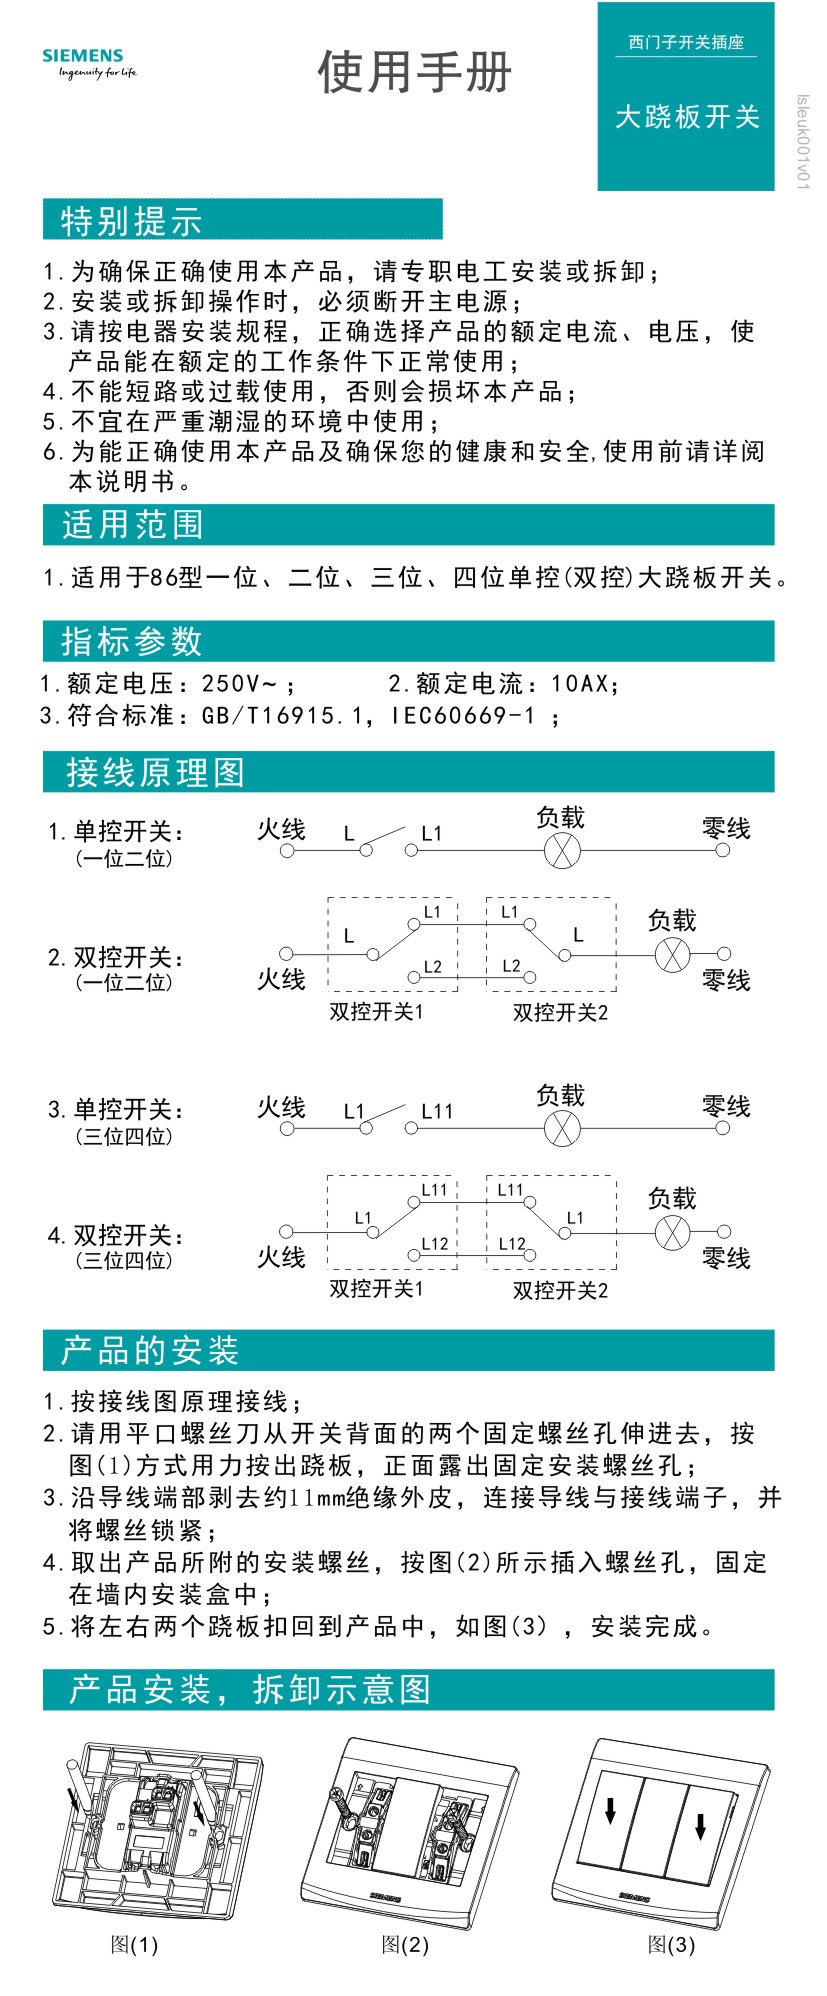 SIEMENS
Ingenuity for life
使用手册
西门子开关插座
大跷板开关
lsleuk001v01
特别提示
1.为确保正确使用本产品，请专职电工安装或拆卸；
2.安装或拆卸操作时，必须断开主电源；
3.请按电器安装规程，正确选择产品的额定电流、电压，使
产品能在额定的工作条件下正常使用；
4.不能短路或过载使用，否则会损坏本产品；
5.不宜在严重潮湿的环境中使用；
6.为能正确使用本产品及确保您的健康和安全,使用前请详阅
本说明书。
适用范围
1.适用于86型一位、二位、三位、四位单控(双控)大跷板开关。
指标参数
1.额定电压：250V~； 2.额定电流：10AX；
3.符合标准：GB/T16915.1，IEC60669-1 ；
接线原理图
1.单控开关：
(一位二位)
火线 L L1 负载 零线
2.双控开关：
(一位二位)
火线 L L1 L2 L1 L2 L 负载 零线
双控开关1 双控开关2
3.单控开关：
(三位四位)
火线 L1 L11 负载 零线
4.双控开关：
(三位四位)
火线 L1 L11 L12 L11 L12 L1 负载 零线
双控开关1 双控开关2
产品的安装
1.按接线图原理接线；
2.请用平口螺丝刀从开关背面的两个固定螺丝孔伸进去，按
图(1)方式用力按出跷板，正面露出固定安装螺丝孔；
3.沿导线端部剥去约11mm绝缘外皮，连接导线与接线端子，并
将螺丝锁紧；
4.取出产品所附的安装螺丝，按图(2)所示插入螺丝孔，固定
在墙内安装盒中；
5.将左右两个跷板扣回到产品中，如图(3)，安装完成。
产品安装，拆卸示意图
SIEMENS
SIEMENS
图(1)
图(2)
图(3)